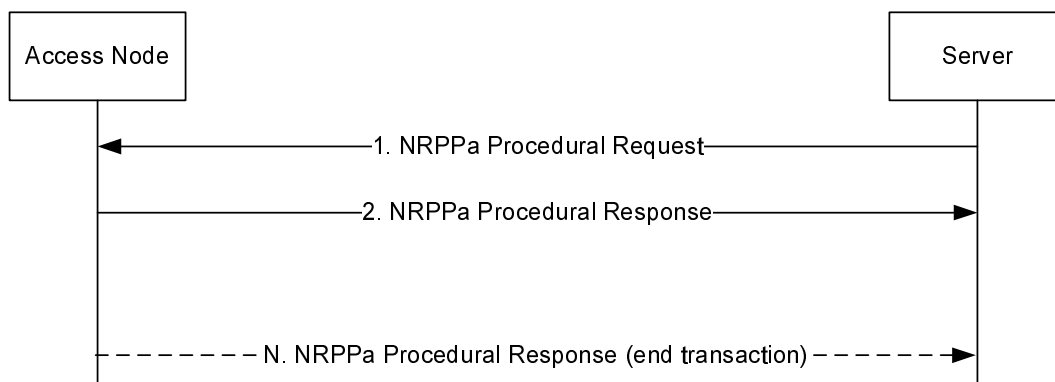 Access Node
Server
1. NRPPa Procedural Request
2. NRPPa Procedural Response
N. NRPPa Procedural Response (end transaction)